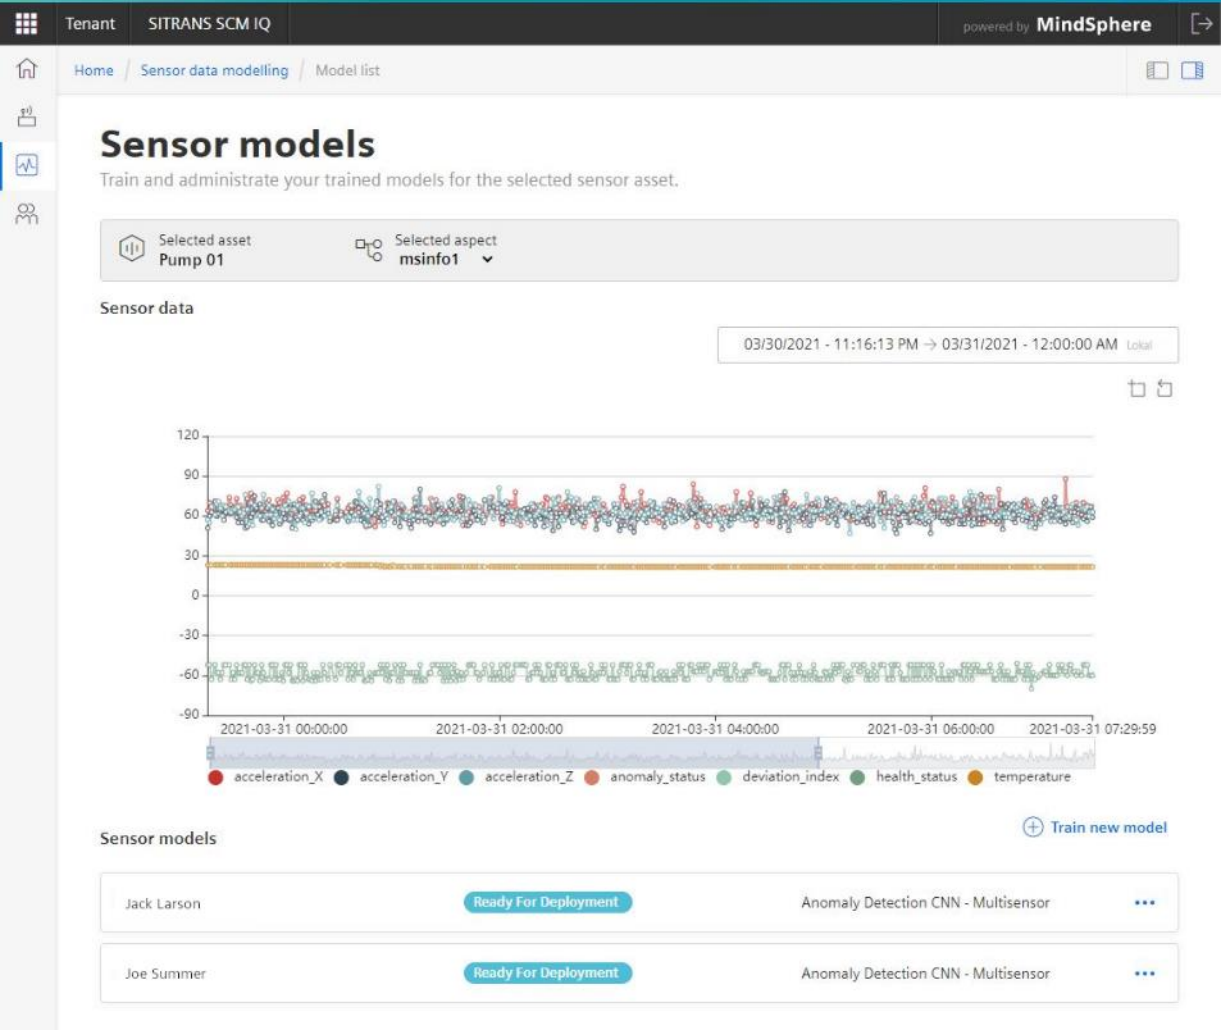 Tenant SITRANS SCM IQ powered by MindSphere
Home / Sensor data modelling / Model list
Sensor models
Train and administrate your trained models for the selected sensor asset.
Selected asset Selected aspect
Pump 01 msinfo1
Sensor data
03/30/2021 - 11:16:13 PM → 03/31/2021 - 12:00:00 AM Lokal
120
90
60
30
0
-30
-60
-90
2021-03-31 00:00:00 2021-03-31 02:00:00 2021-03-31 04:00:00 2021-03-31 06:00:00 2021-03-31 07:29:59
acceleration_X acceleration_Y acceleration_Z anomaly_status deviation_index health_status temperature
Train new model
Sensor models
Jack Larson Ready For Deployment Anomaly Detection CNN - Multisensor
Joe Summer Ready For Deployment Anomaly Detection CNN - Multisensor